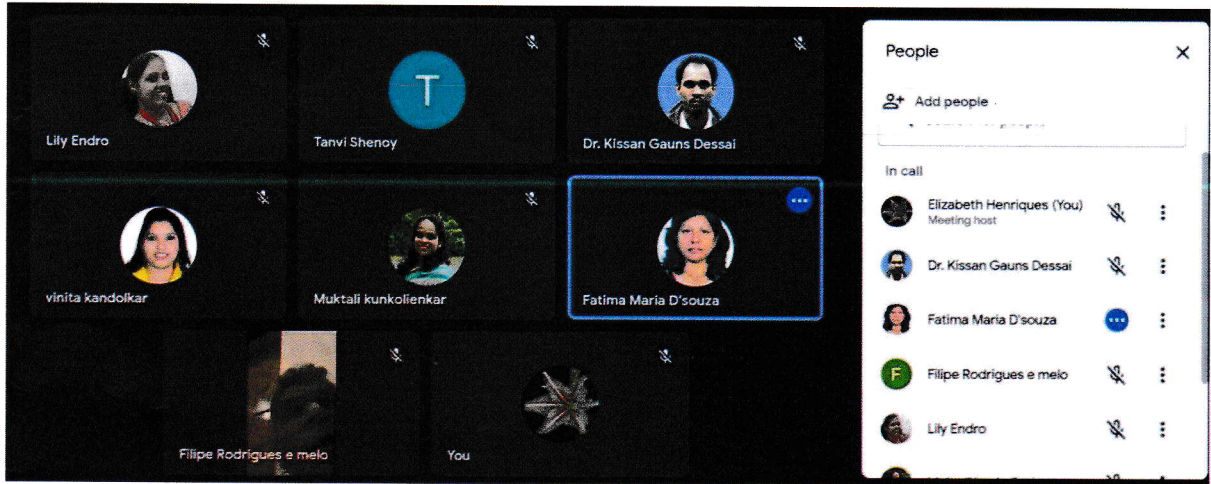 Lily Endro
T
Tanvi Shenoy
Dr. Kissan Gauns Dessai
vinita kandolkar
Muktali kunkolienkar
Fatima Maria D'souza
Filipe Rodrigues e melo
You
People
Add people
In call
Elizabeth Henriques (You)
Meeting host
Dr. Kissan Gauns Dessai
Fatima Maria D'souza
F
Filipe Rodrigues e melo
Lily Endro